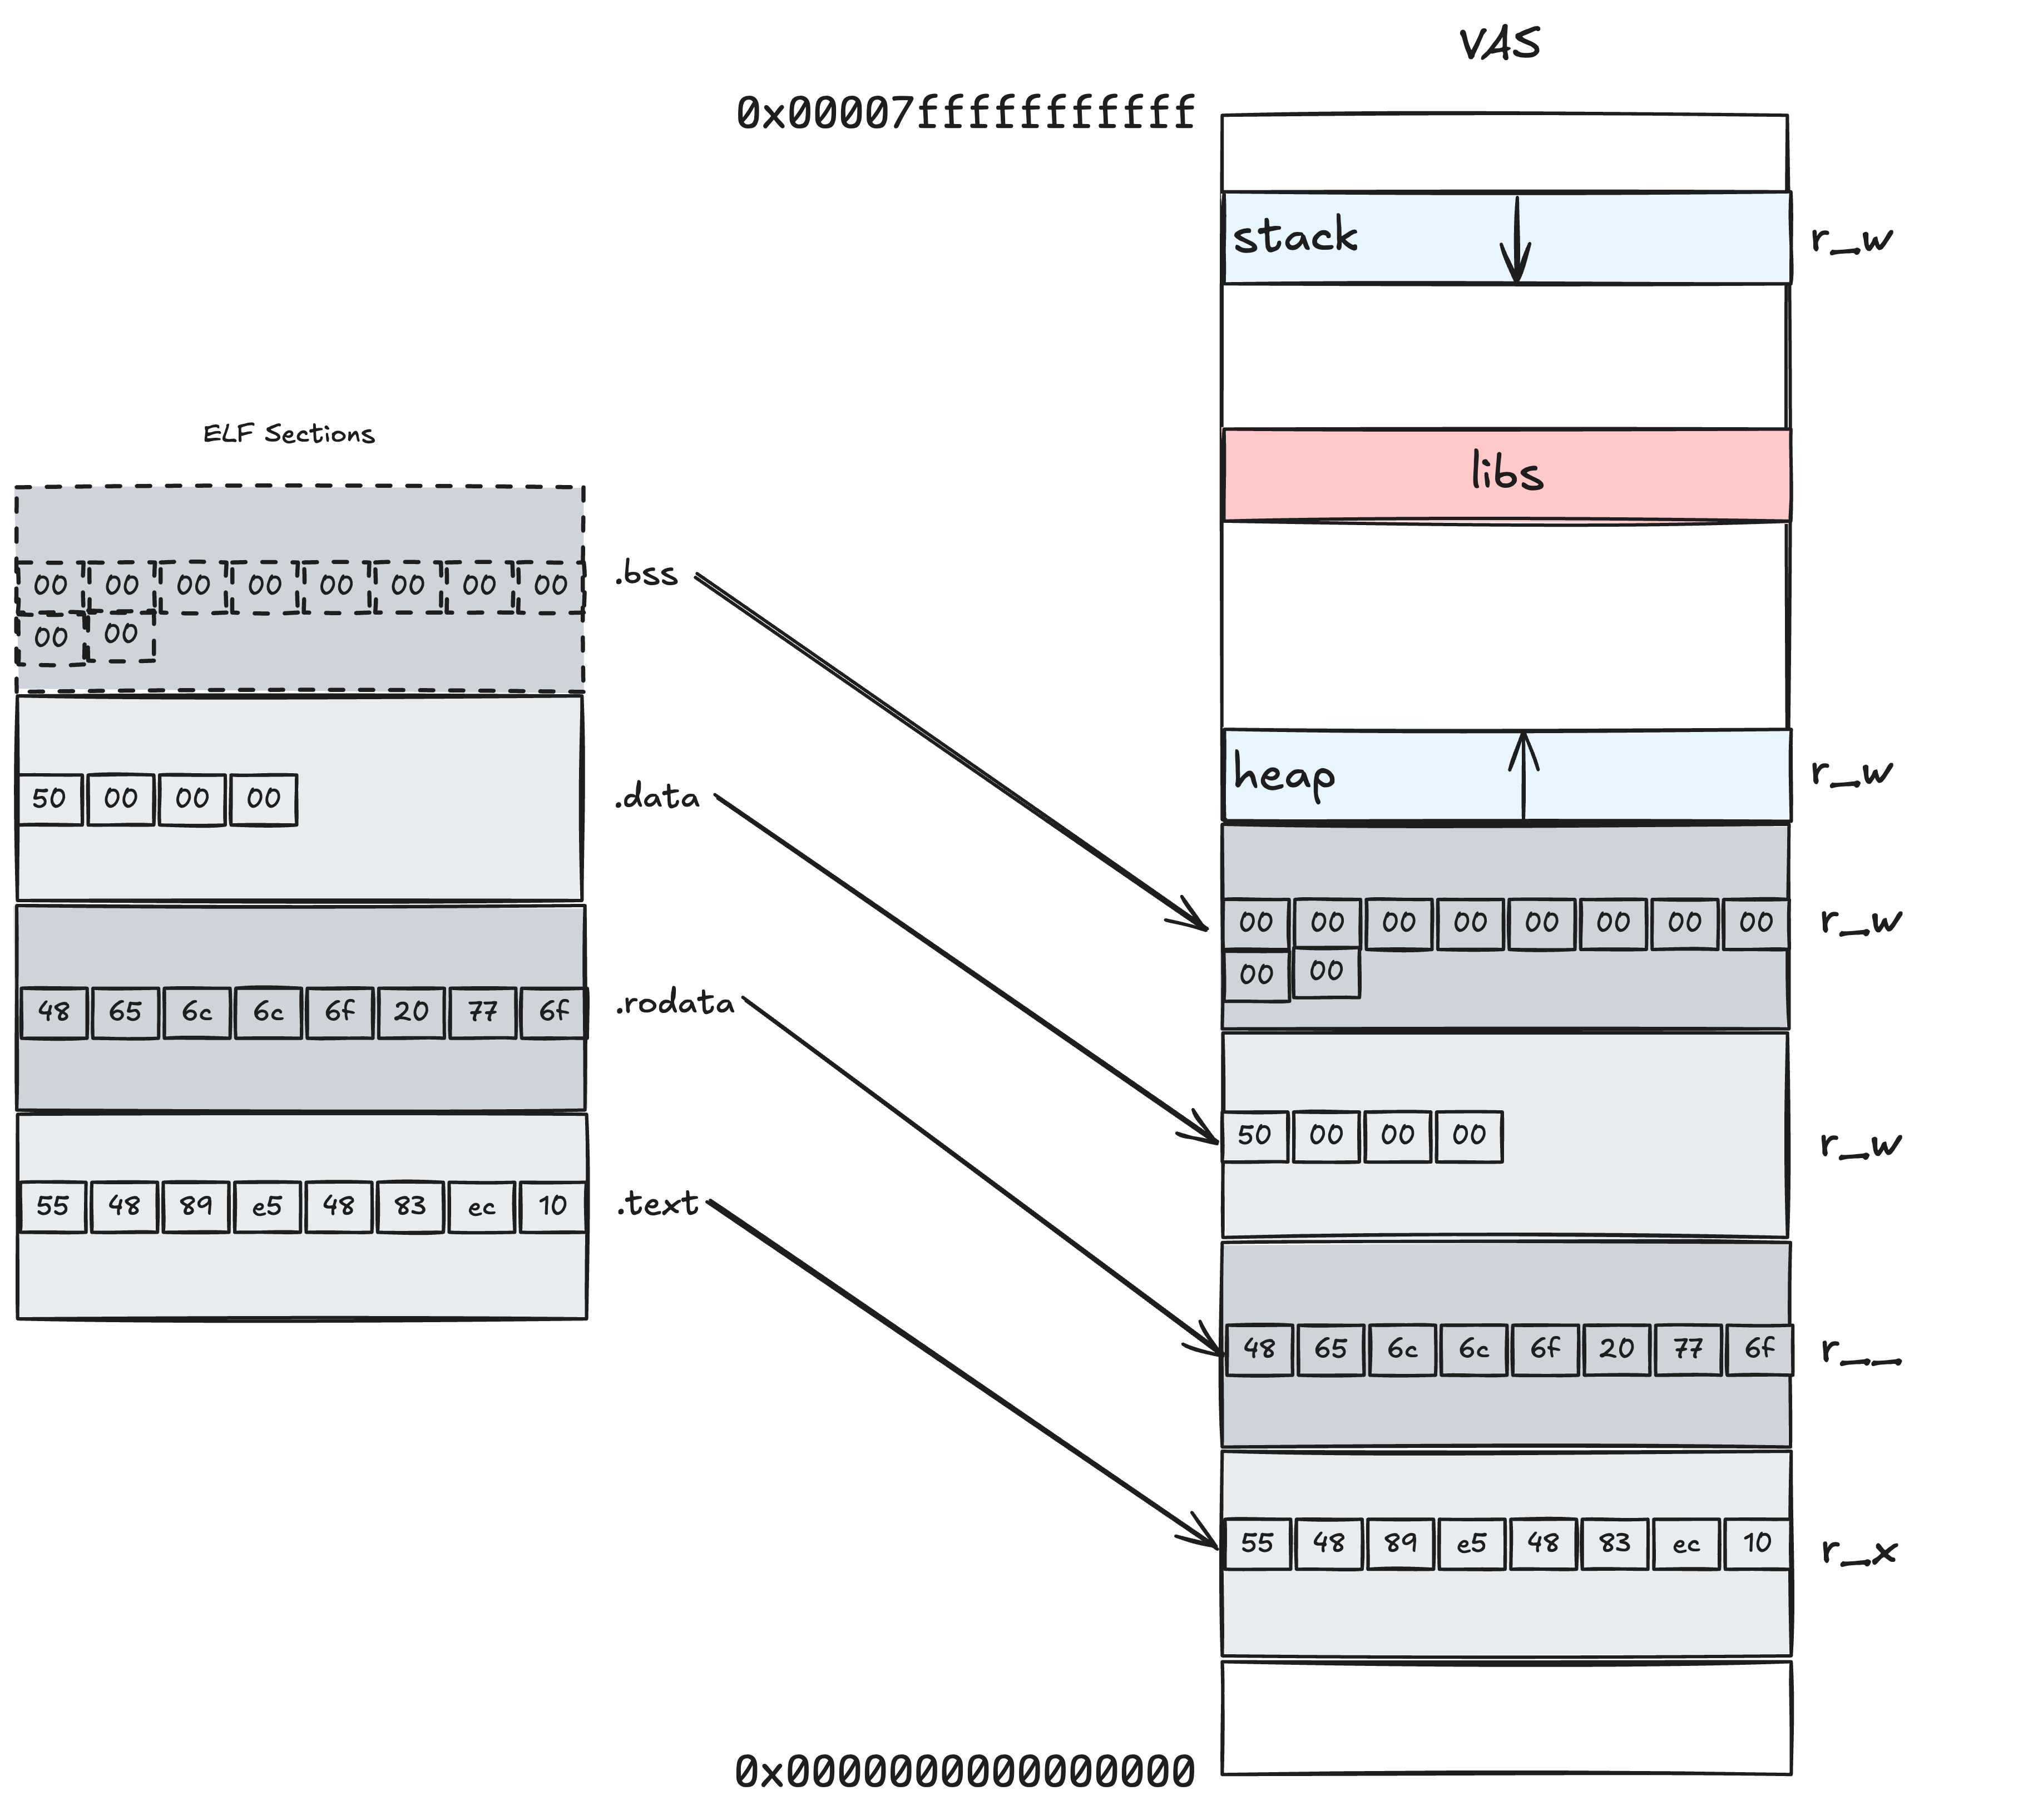 VAS
0x00007fffffffffff
stack
r_w
libs
ELF Sections
00 00 00 00 00 00 00 00
00 00
.bss
heap
r_w
50 00 00 00
.data
00 00 00 00 00 00 00 00
00 00
r_w
48 65 6c 6c 6f 20 77 6f
.rodata
50 00 00 00
r_w
55 48 89 e5 48 83 ec 10
.text
48 65 6c 6c 6f 20 77 6f
r__
55 48 89 e5 48 83 ec 10
r_x
0x0000000000000000